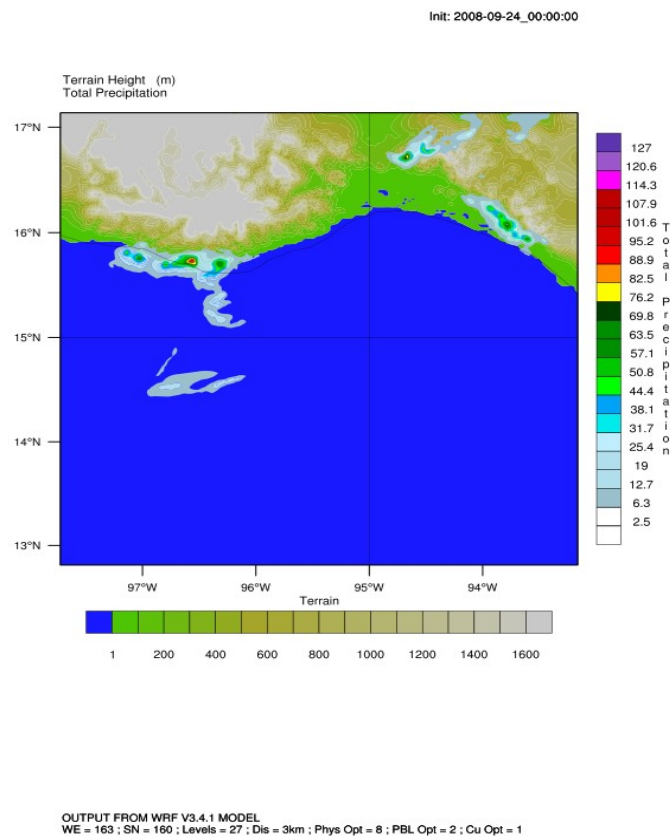 Init: 2008-09-24_00:00:00
Terrain Height (m)
Total Precipitation
17°N
16°N
15°N
14°N
13°N
97°W 96°W 95°W 94°W
127
120.6
114.3
107.9
101.6
95.2
88.9
82.5
76.2
69.8
63.5
57.1
50.8
44.4
38.1
31.7
25.4
19
12.7
6.3
2.5
Total Precipitation
Terrain
1 200 400 600 800 1000 1200 1400 1600
OUTPUT FROM WRF V3.4.1 MODEL
WE = 163 ; SN = 160 ; Levels = 27 ; Dis = 3km ; Phys Opt = 8 ; PBL Opt = 2 ; Cu Opt = 1